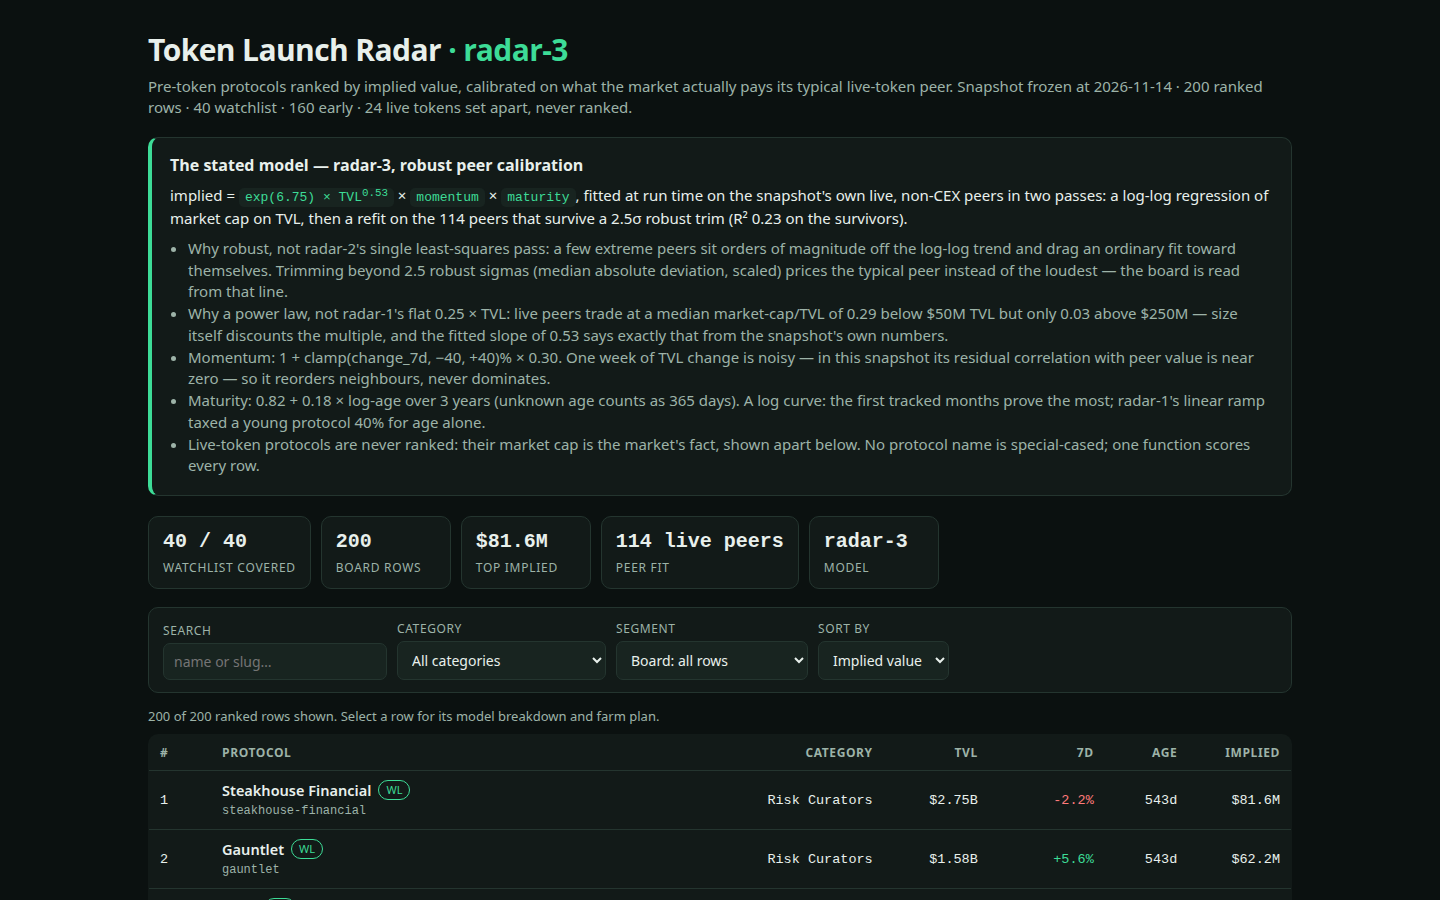 Token Launch Radar · radar-3
Pre-token protocols ranked by implied value, calibrated on what the market actually pays its typical live-token peer. Snapshot frozen at 2026-11-14 · 200 ranked
rows · 40 watchlist · 160 early · 24 live tokens set apart, never ranked.
The stated model — radar-3, robust peer calibration
implied = exp(6.75) × TVL^0.53 × momentum × maturity, fitted at run time on the snapshot's own live, non-CEX peers in two passes: a log-log regression of
market cap on TVL, then a refit on the 114 peers that survive a 2.5σ robust trim (R² 0.23 on the survivors).
• Why robust, not radar-2's single least-squares pass: a few extreme peers sit orders of magnitude off the log-log trend and drag an ordinary fit toward
themselves. Trimming beyond 2.5 robust sigmas (median absolute deviation, scaled) prices the typical peer instead of the loudest — the board is read
from that line.
• Why a power law, not radar-1's flat 0.25 × TVL: live peers trade at a median market-cap/TVL of 0.29 below $50M TVL but only 0.03 above $250M — size
itself discounts the multiple, and the fitted slope of 0.53 says exactly that from the snapshot's own numbers.
• Momentum: 1 + clamp(change_7d, −40, +40)% × 0.30. One week of TVL change is noisy — in this snapshot its residual correlation with peer value is near
zero — so it reorders neighbours, never dominates.
• Maturity: 0.82 + 0.18 × log-age over 3 years (unknown age counts as 365 days). A log curve: the first tracked months prove the most; radar-1's linear ramp
taxed a young protocol 40% for age alone.
• Live-token protocols are never ranked: their market cap is the market's fact, shown apart below. No protocol name is special-cased; one function scores
every row.
40 / 40
WATCHLIST COVERED
200
BOARD ROWS
$81.6M
TOP IMPLIED
114 live peers
PEER FIT
radar-3
MODEL
SEARCH
name or slug…
CATEGORY
All categories
SEGMENT
Board: all rows
SORT BY
Implied value
200 of 200 ranked rows shown. Select a row for its model breakdown and farm plan.
# PROTOCOL CATEGORY TVL 7D AGE IMPLIED
1 Steakhouse Financial WL Risk Curators $2.75B -2.2% 543d $81.6M
steakhouse-financial
2 Gauntlet WL Risk Curators $1.58B +5.6% 543d $62.2M
gauntlet